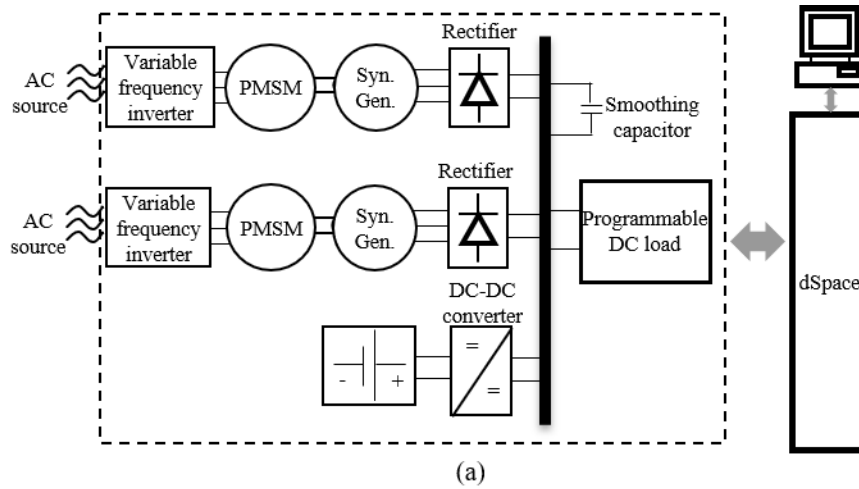 Rectifier
AC
source
Variable
frequency
inverter
PMSM
Syn.
Gen.
Smoothing
capacitor
Rectifier
AC
source
Variable
frequency
inverter
PMSM
Syn.
Gen.
Programmable
DC load
dSpace
DC-DC
converter
- +
=
=
(a)